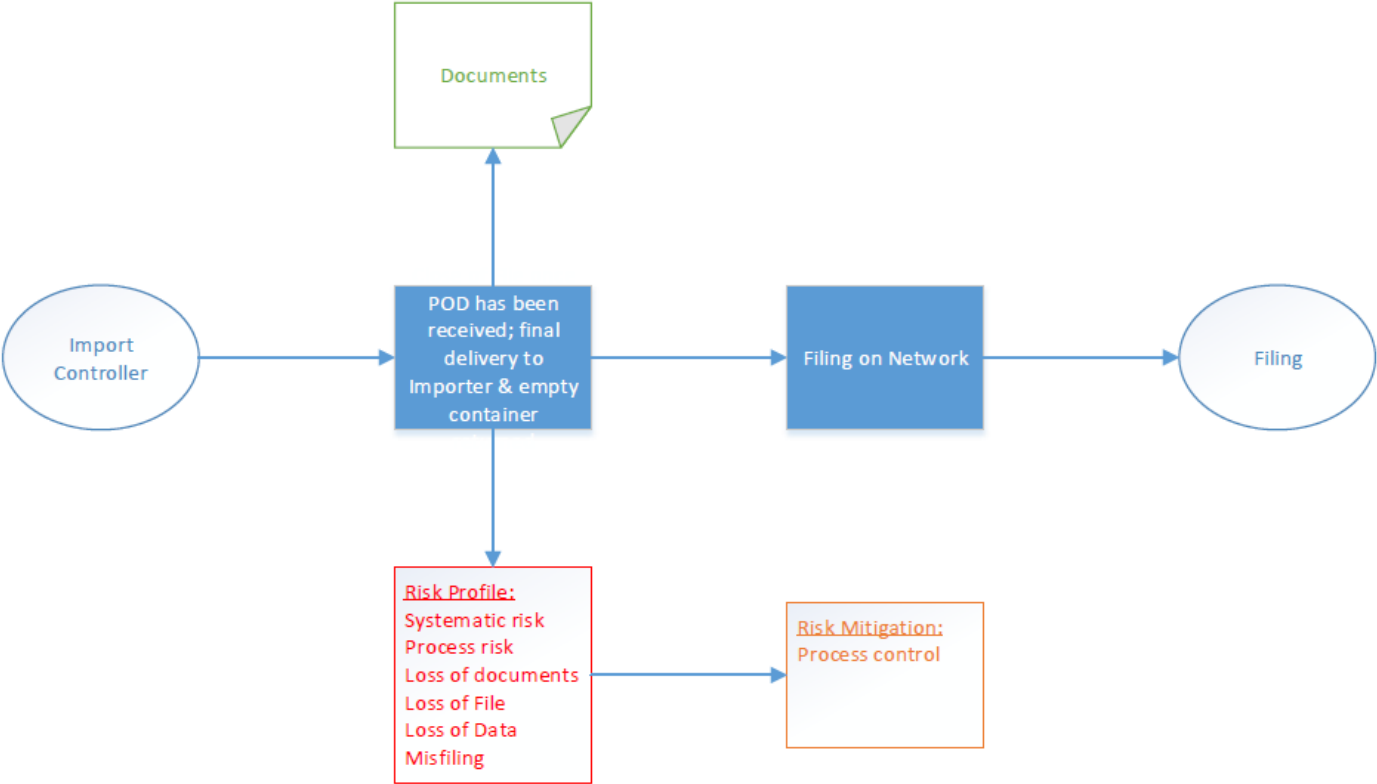 Documents
Import
Controller
POD has been
received; final
delivery to
Importer & empty
container
Filing on Network
Filing
Risk Profile:
Systematic risk
Process risk
Loss of documents
Loss of File
Loss of Data
Misfiling
Risk Mitigation:
Process control